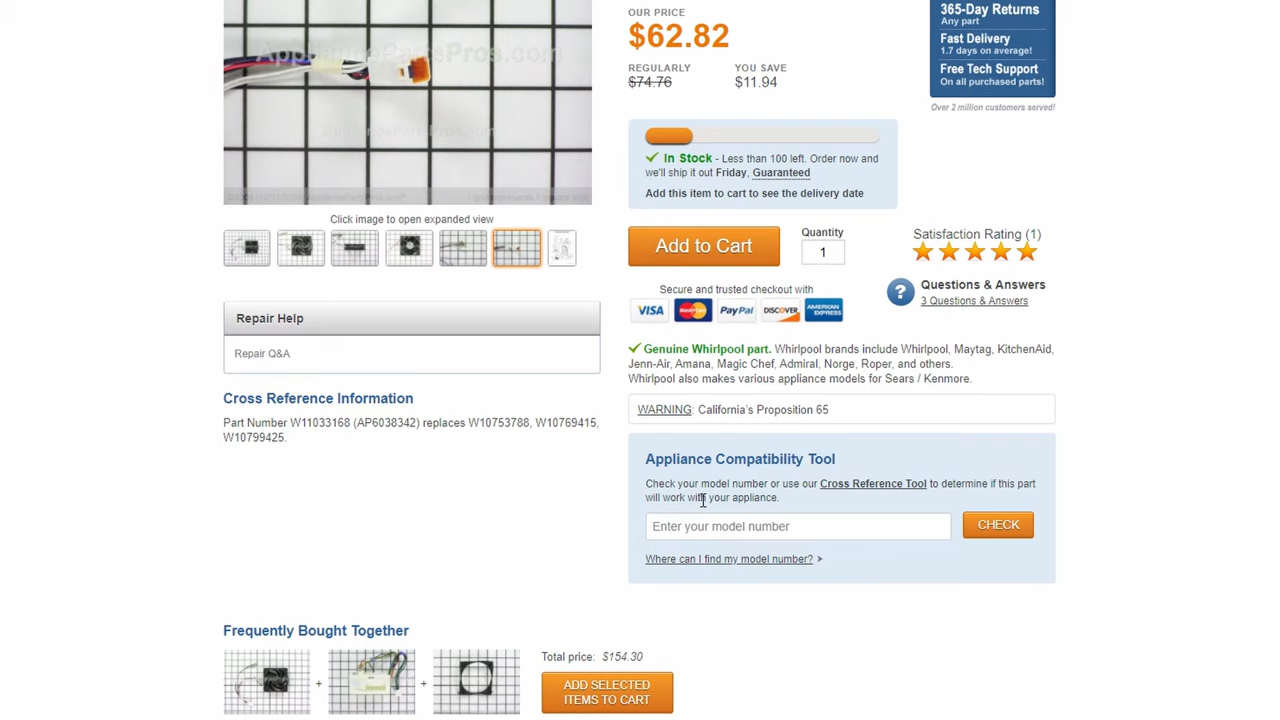 OUR PRICE
$62.82
REGULARLY
YOU SAVE
$74.76
$11.94
365-Day Returns
Any part
Fast Delivery
1.7 days on average!
Free Tech Support
On all purchased parts!
Over 2 million customers served!
AppliancePartsPros.com
✓ In Stock - Less than 100 left. Order now and
we'll ship it out Friday, Guaranteed
Add this item to cart to see the delivery date
Click image to open expanded view
Add to Cart
Quantity
1
Satisfaction Rating (1)
Secure and trusted checkout with
VISA
MasterCard
PayPal
DISCOVER
AMERICAN EXPRESS
?
Questions & Answers
3 Questions & Answers
Repair Help
Repair Q&A
✓ Genuine Whirlpool part. Whirlpool brands include Whirlpool, Maytag, KitchenAid,
Jenn-Air, Amana, Magic Chef, Admiral, Norge, Roper, and others.
Whirlpool also makes various appliance models for Sears / Kenmore.
WARNING: California's Proposition 65
Cross Reference Information
Part Number W11033168 (AP6038342) replaces W10753788, W10769415,
W10799425.
Appliance Compatibility Tool
Check your model number or use our Cross Reference Tool to determine if this part
will work with your appliance.
Enter your model number
CHECK
Where can I find my model number?
Frequently Bought Together
+
+
Total price: $154.30
ADD SELECTED
ITEMS TO CART